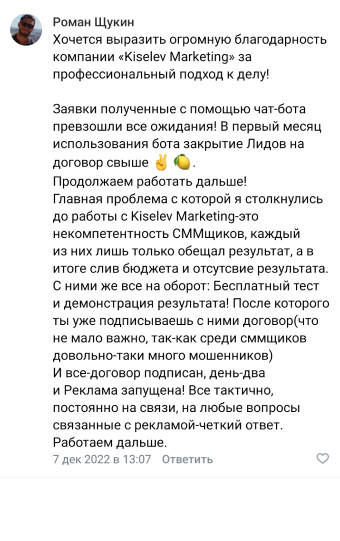 Роман Щукин
Хочется выразить огромную благодарность
компании «Kiselev Marketing» за
профессиональный подход к делу!
Заявки полученные с помощью чат-бота
превзошли все ожидания! В первый месяц
использования бота закрытие Лидов на
договор свыше ✌️ 🍋 .
Продолжаем работать дальше!
Главная проблема с которой я столкнулись
до работы с Kiselev Marketing-это
некомпетентность СММщиков, каждый
из них лишь только обещал результат, а в
итоге слив бюджета и отсутсвие результата.
С ними же все на оборот: Бесплатный тест
и демонстрация результата! После которого
ты уже подписываешь с ними договор(что
не мало важно, так-как среди сммщиков
довольно-таки много мошенников)
И все-договор подписан, день-два
и Реклама запущена! Все тактично,
постоянно на связи, на любые вопросы
связанные с рекламой-четкий ответ.
Работаем дальше.
7 дек 2022 в 13:07 Ответить